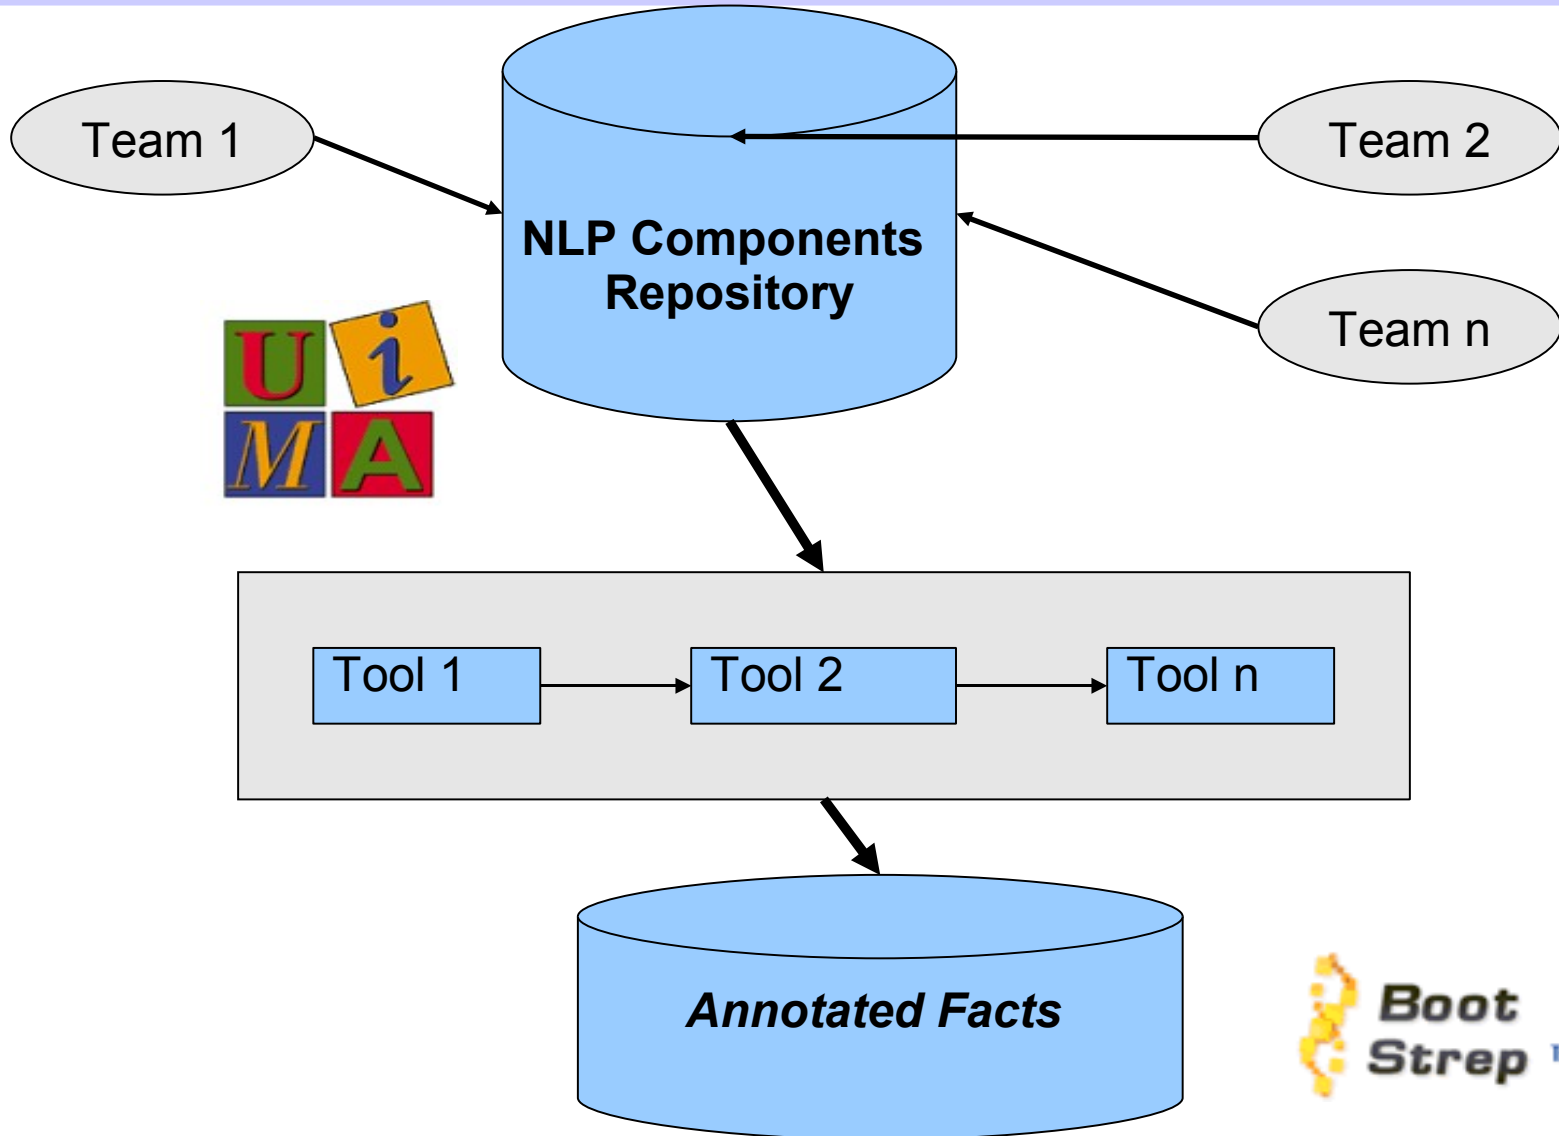 Team 1
Team 2
NLP Components
Repository
Team n
U i
M A
Tool 1
Tool 2
Tool n
Annotated Facts
Boot
Strep